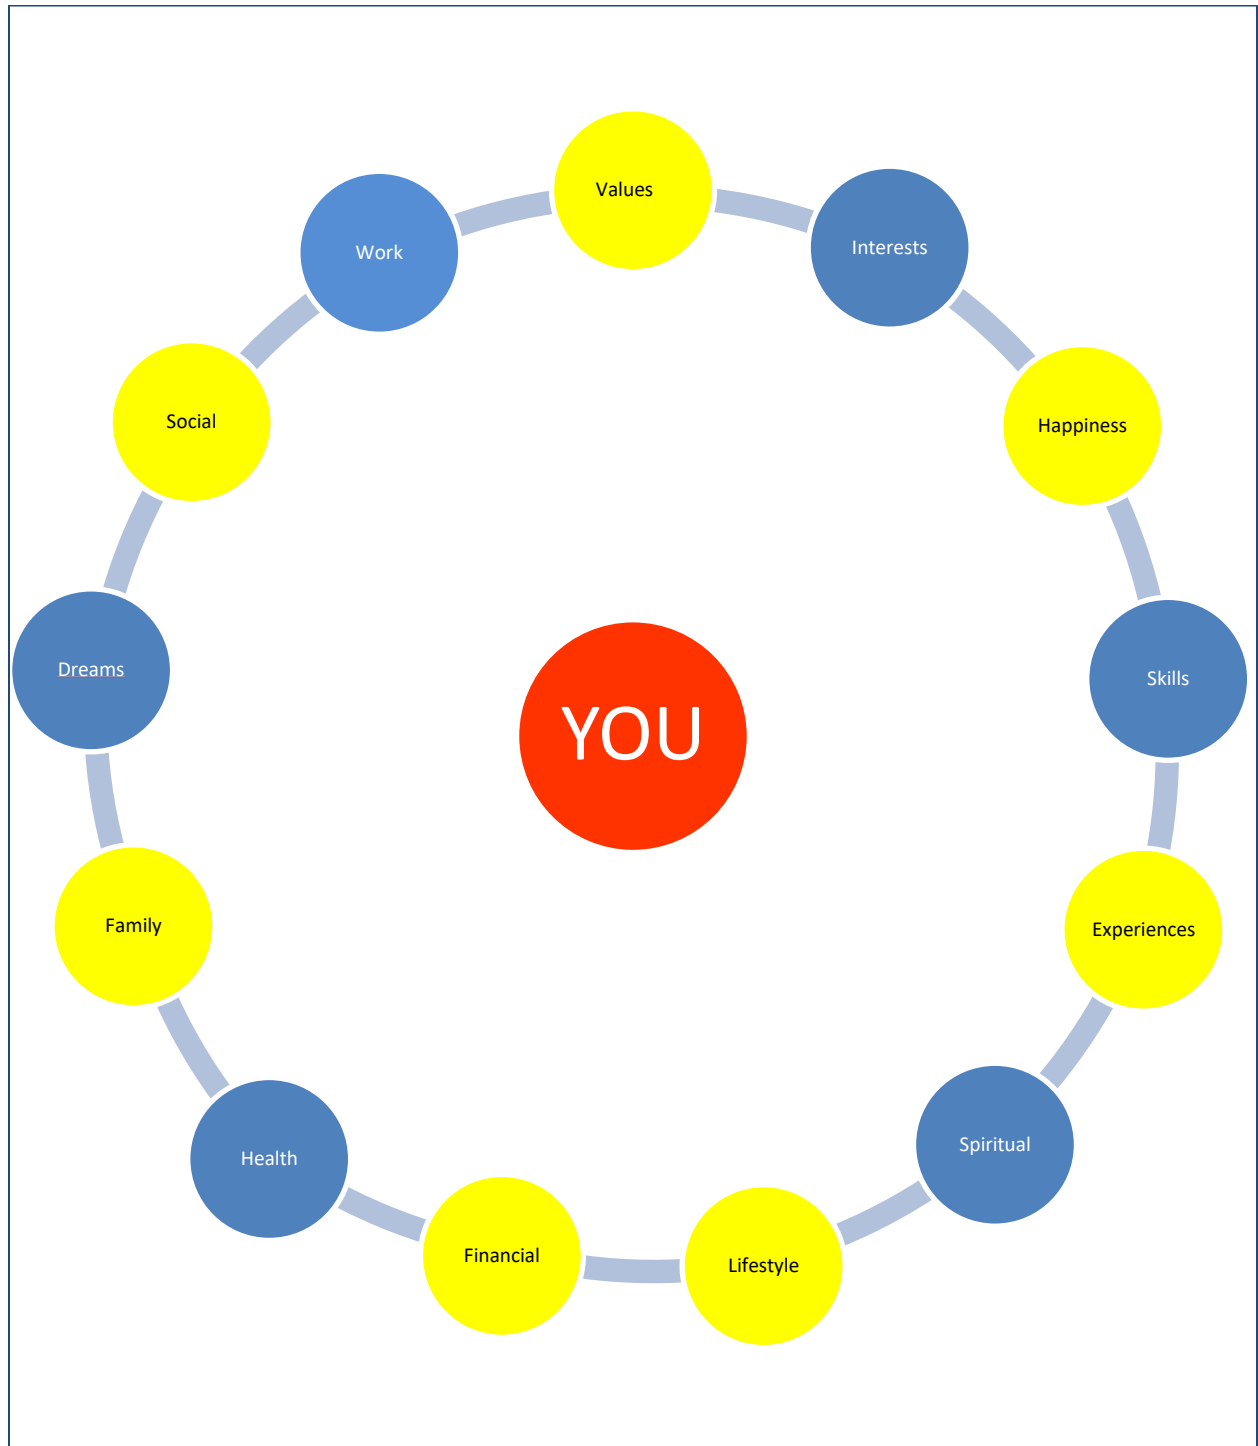 Values
Interests
Happiness
Skills
Experiences
Spiritual
Lifestyle
Financial
Health
Family
Dreams
Social
Work
YOU